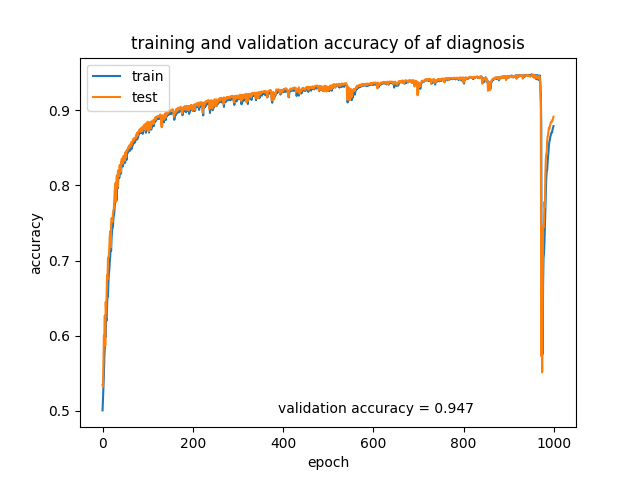 training and validation accuracy of af diagnosis
train
test
0.9
0.8
0.7
0.6
0.5
accuracy
validation accuracy = 0.947
0 200 400 600 800 1000
epoch